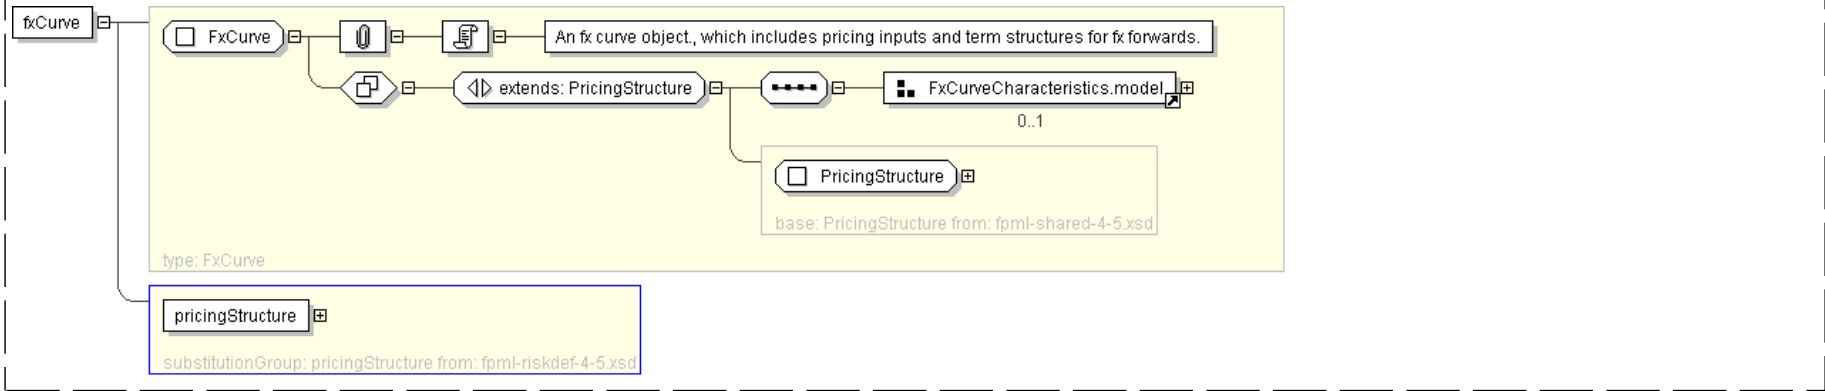 fxCurve
FxCurve
An fx curve object., which includes pricing inputs and term structures for fx forwards.
extends: PricingStructure
FxCurveCharacteristics.model
0..1
PricingStructure
base: PricingStructure from: fpml-shared-4-5.xsd
type: FxCurve
pricingStructure
substitutionGroup: pricingStructure from: fpml-riskdef-4-5.xsd